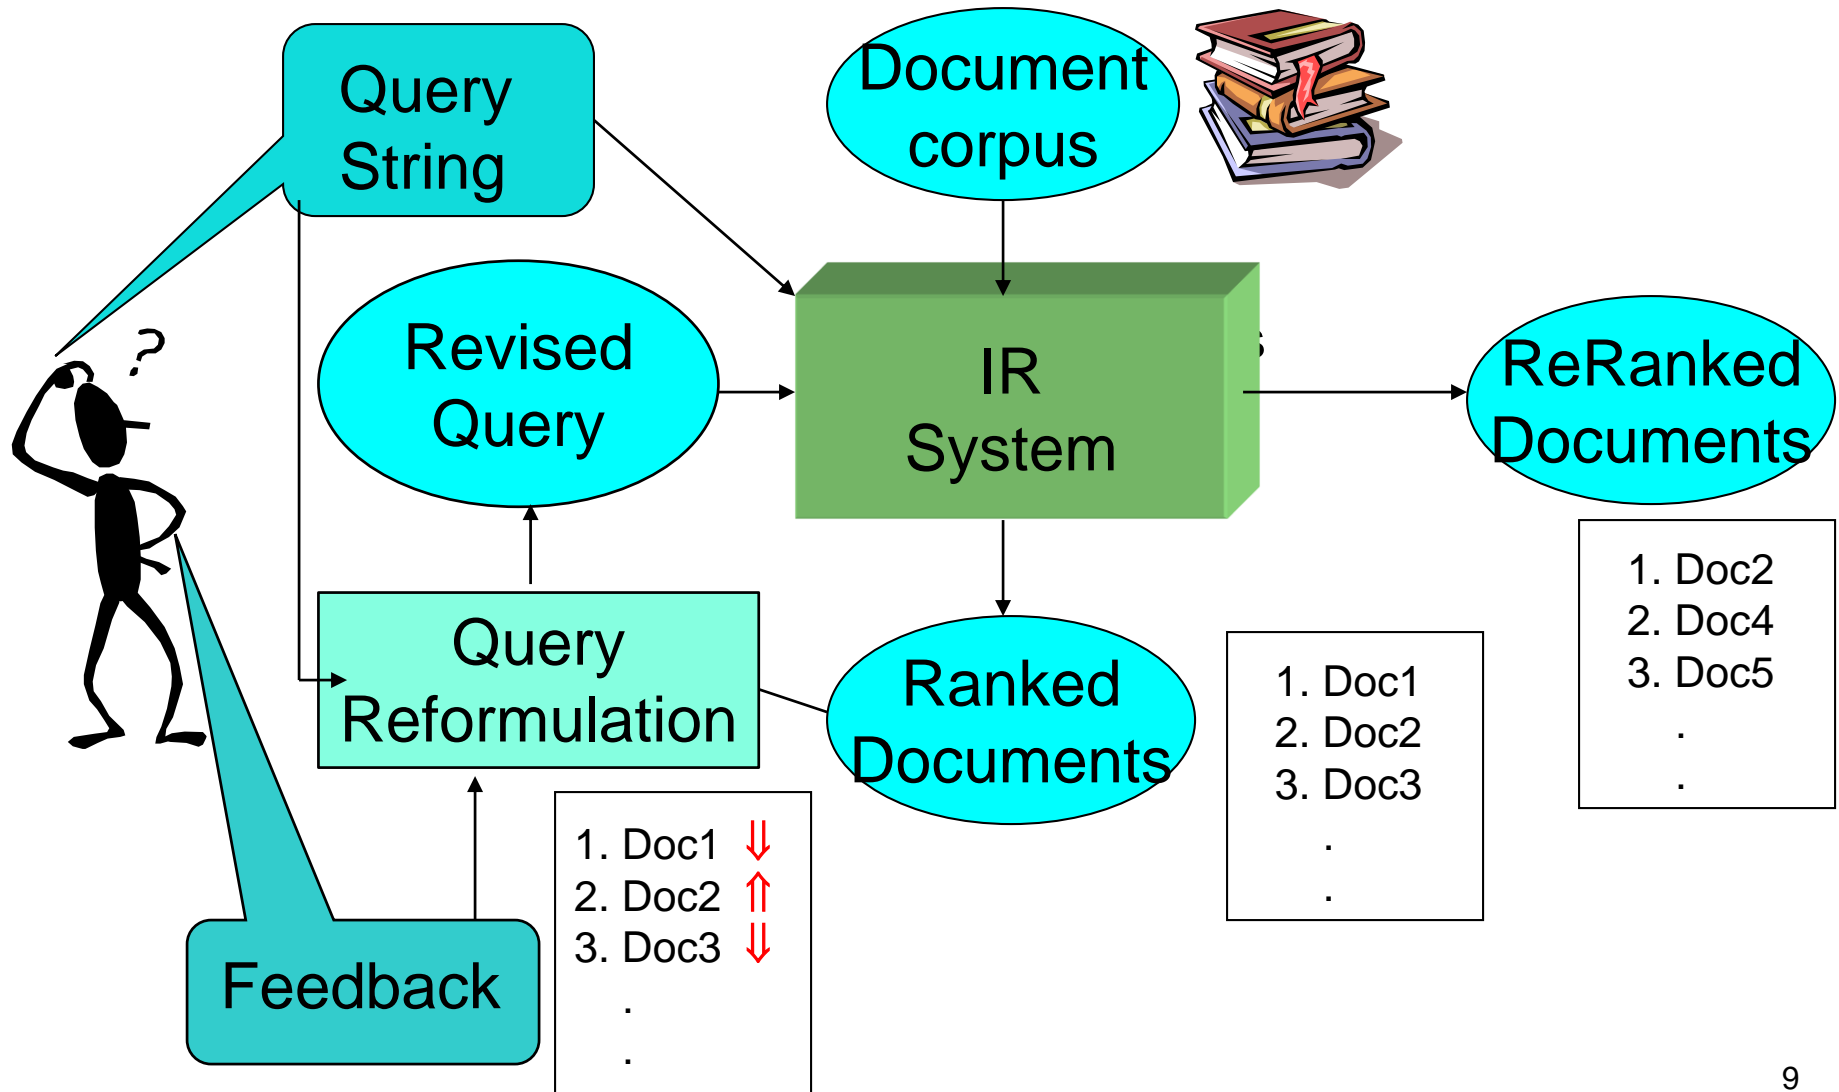 Query
String
Document
corpus
?
Revised
Query
IR
System
s
ReRanked
Documents
Query
Reformulation
Ranked
Documents
1. Doc2
2. Doc4
3. Doc5
.
.
1. Doc1
2. Doc2
3. Doc3
.
.
1. Doc1 ⇓
2. Doc2 ⇑
3. Doc3 ⇓
.
.
Feedback
9